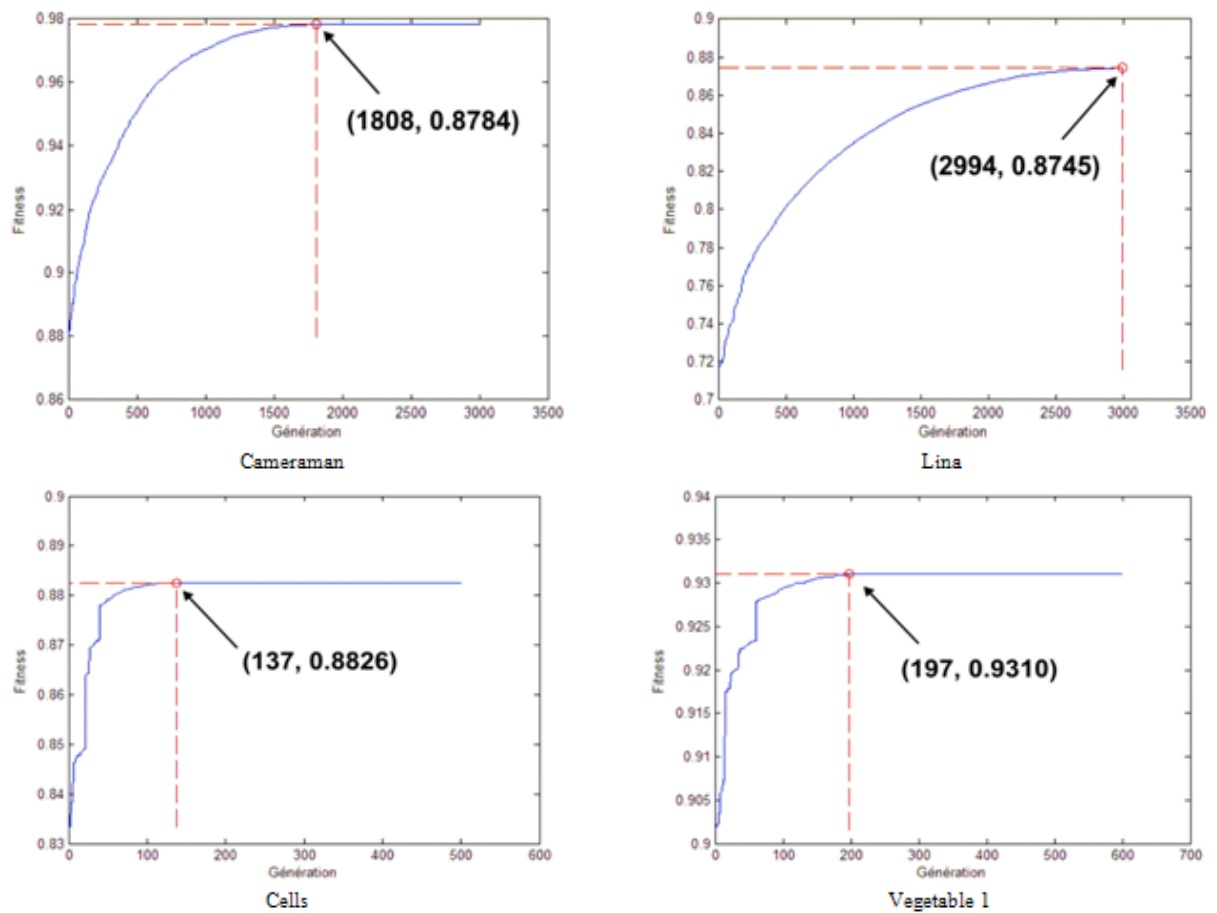 0.98
0.96
0.94
0.92
0.9
0.88
0.86
Fitness
(1808, 0.8784)
0 500 1000 1500 2000 2500 3000 3500
Génération
Cameraman
0.9
0.88
0.86
0.84
0.82
0.8
0.78
0.76
0.74
0.72
0.7
Fitness
(2994, 0.8745)
0 500 1000 1500 2000 2500 3000 3500
Génération
Lina
0.9
0.89
0.88
0.87
0.86
0.85
0.84
0.83
Fitness
(137, 0.8826)
0 100 200 300 400 500 600
Génération
Cells
0.94
0.935
0.93
0.925
0.92
0.915
0.91
0.905
0.9
Fitness
(197, 0.9310)
0 100 200 300 400 500 600 700
Génération
Vegetable 1